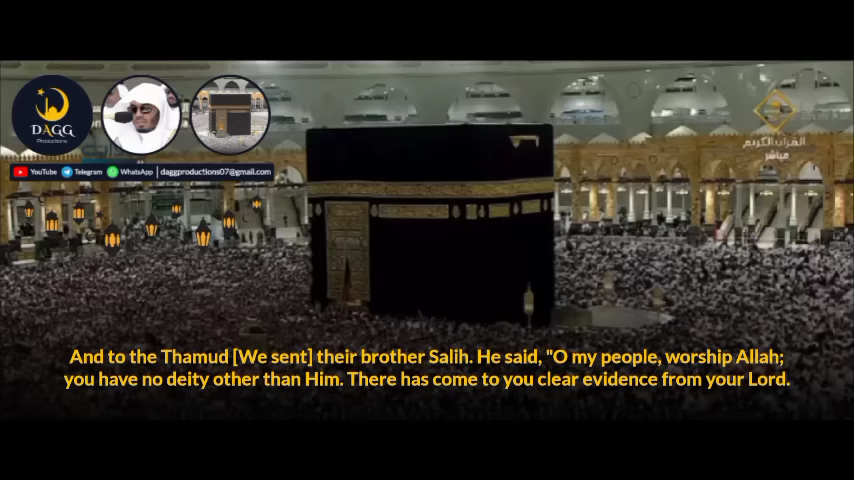 DAGG
Productions
YouTube Telegram WhatsApp daggproductions07@gmail.com
القرآن الكريم
مباشر
And to the Thamud [We sent] their brother Salih. He said, "O my people, worship Allah;
you have no deity other than Him. There has come to you clear evidence from your Lord.